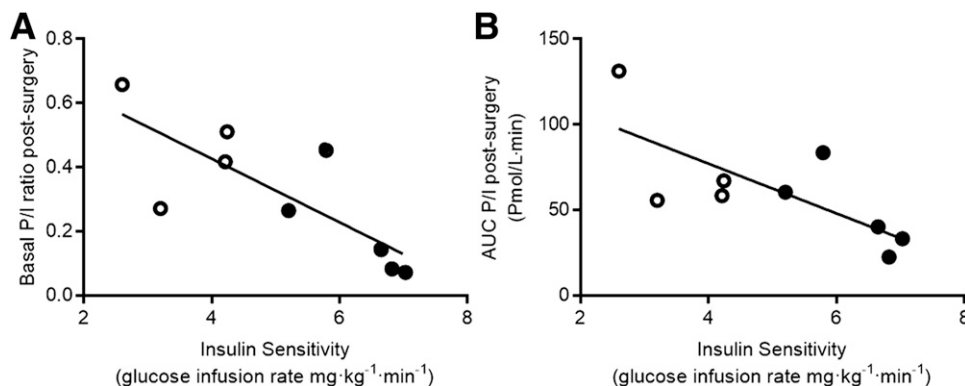 A
Basal P/I ratio post-surgery
0.8
0.6
0.4
0.2
0.0
2 4 6 8
Insulin Sensitivity
(glucose infusion rate mg·kg⁻¹·min⁻¹)
B
AUC P/I post-surgery
(Pmol/L·min)
150
100
50
0
2 4 6 8
Insulin Sensitivity
(glucose infusion rate mg·kg⁻¹·min⁻¹)